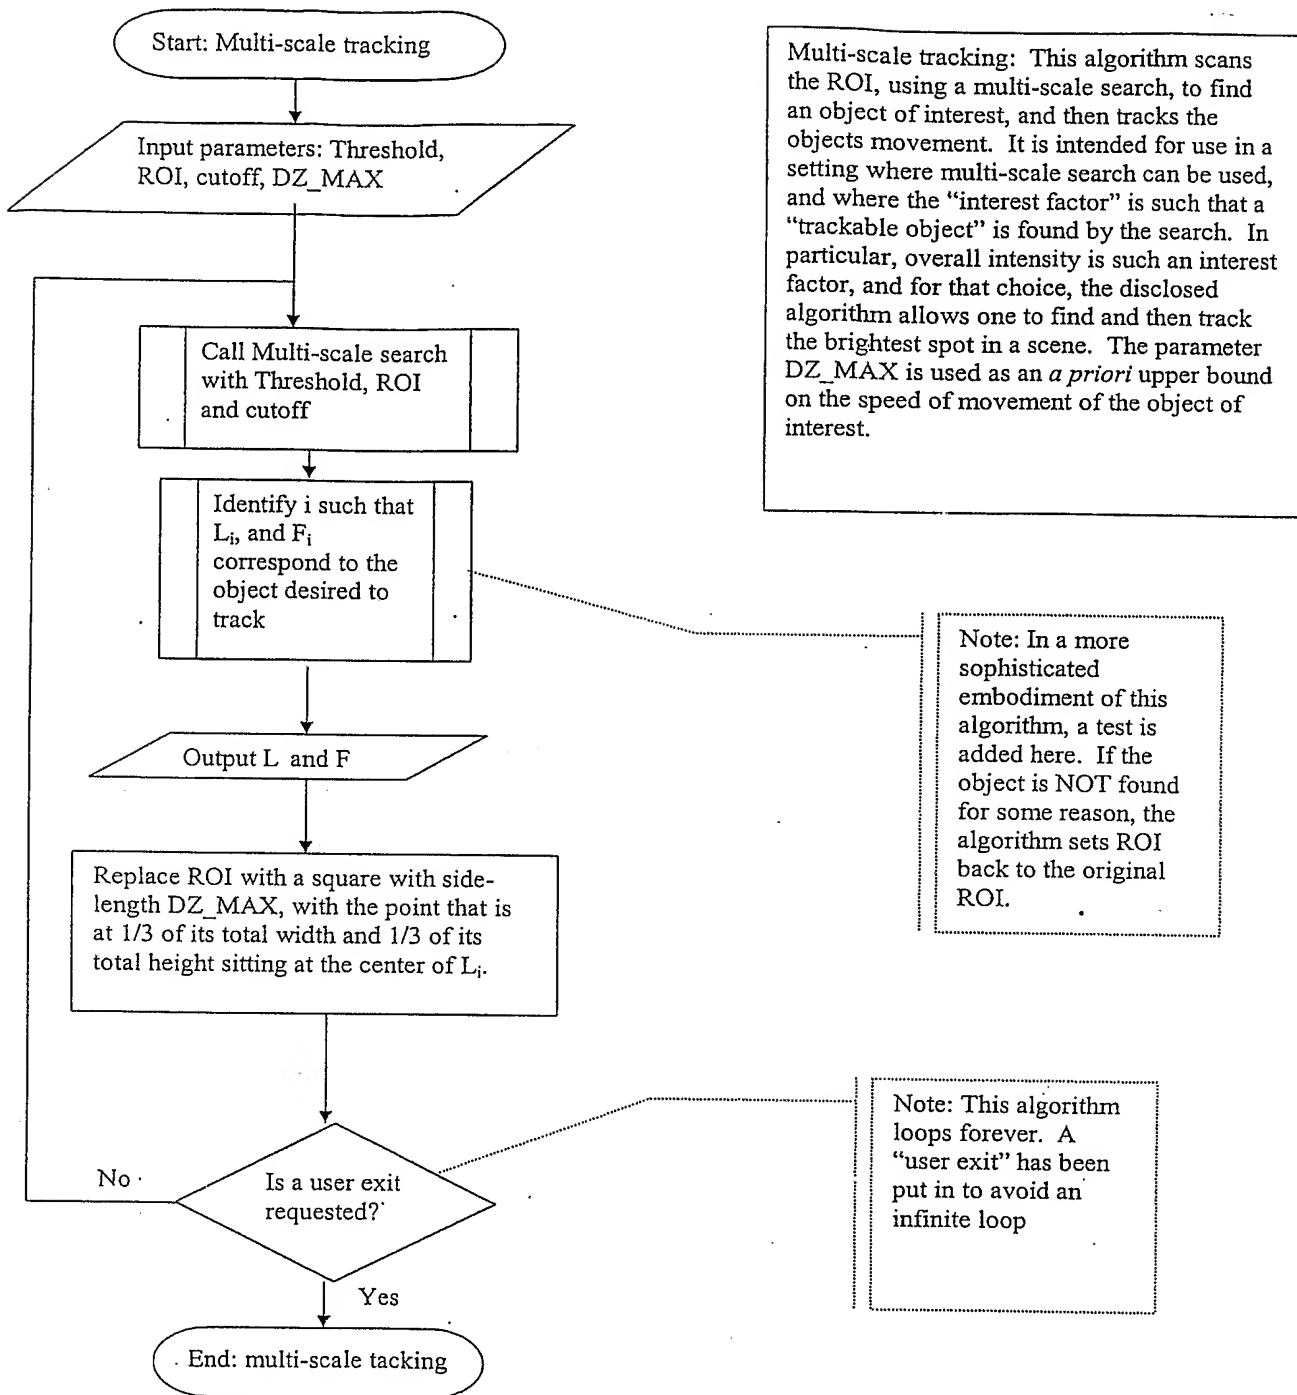 Start: Multi-scale tracking
Input parameters: Threshold,
ROI, cutoff, DZ_MAX
Call Multi-scale search
with Threshold, ROI
and cutoff
Identify i such that
Li, and Fi
correspond to the
object desired to
track
Output L and F
Replace ROI with a square with side-
length DZ_MAX, with the point that is
at 1/3 of its total width and 1/3 of its
total height sitting at the center of Li.
Is a user exit
requested?
No
Yes
End: multi-scale tacking
Multi-scale tracking: This algorithm scans
the ROI, using a multi-scale search, to find
an object of interest, and then tracks the
objects movement. It is intended for use in a
setting where multi-scale search can be used,
and where the “interest factor” is such that a
“trackable object” is found by the search. In
particular, overall intensity is such an interest
factor, and for that choice, the disclosed
algorithm allows one to find and then track
the brightest spot in a scene. The parameter
DZ_MAX is used as an a priori upper bound
on the speed of movement of the object of
interest.
Note: In a more
sophisticated
embodiment of this
algorithm, a test is
added here. If the
object is NOT found
for some reason, the
algorithm sets ROI
back to the original
ROI.
Note: This algorithm
loops forever. A
“user exit” has been
put in to avoid an
infinite loop